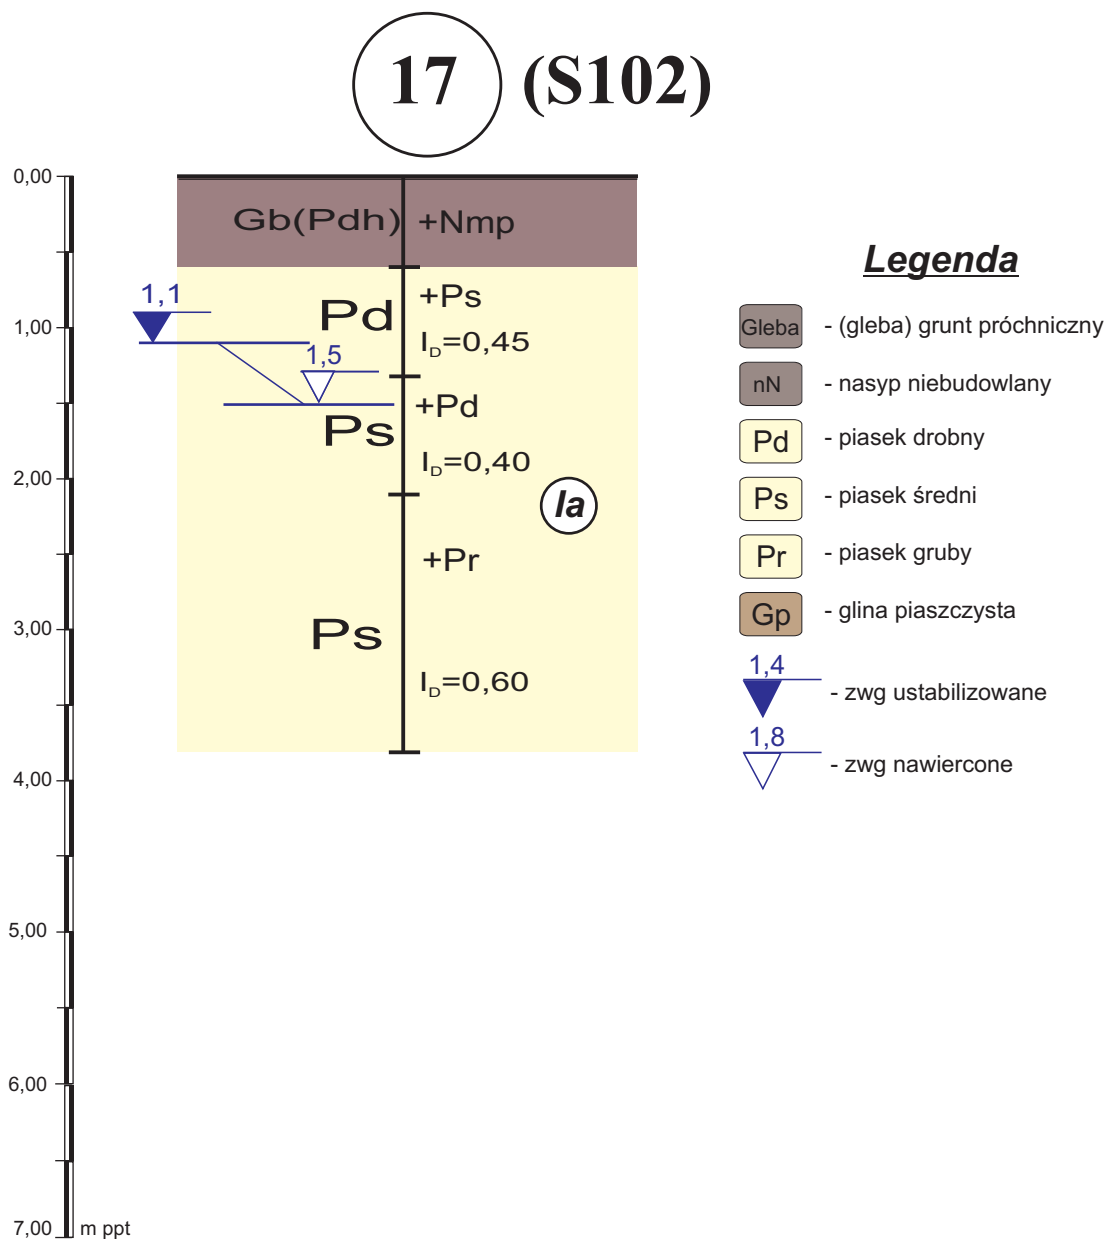 17 (S102)
0,00
Gb(Pdh) +Nmp
Legenda
+Ps
1,1
Pd
1,00
I_D=0,45
1,5
+Pd
Ps
I_D=0,40
2,00
Ia
+Pr
3,00
Ps
I_D=0,60
4,00
5,00
6,00
7,00 m ppt
Gleba - (gleba) grunt próchniczny
nN - nasyp niebudowlany
Pd - piasek drobny
Ps - piasek średni
Pr - piasek gruby
Gp - glina piaszczysta
1,4
- zwg ustabilizowane
1,8
- zwg nawiercone